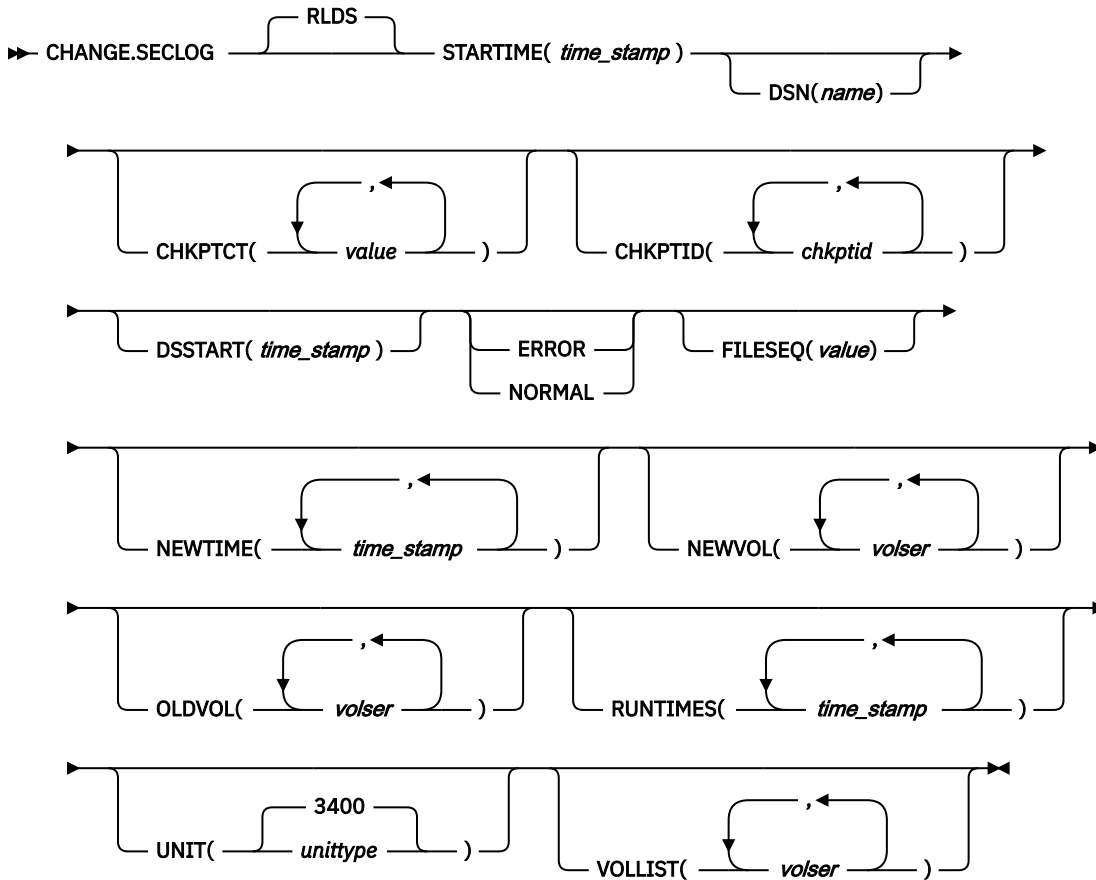 RLDS
CHANGE.SECLOG STARTIME( time_stamp )
DSN(name)
, ,
CHKPTCT( value ) CHKPTID( chkptid )
DSSTART( time_stamp ) ERROR FILESEQ( value)
NORMAL
, ,
NEWTIME( time_stamp ) NEWVOL( volser )
, ,
OLDVOL( volser ) RUNTIMES( time_stamp )
3400 ,
UNIT( unittype ) VOLLIST( volser )